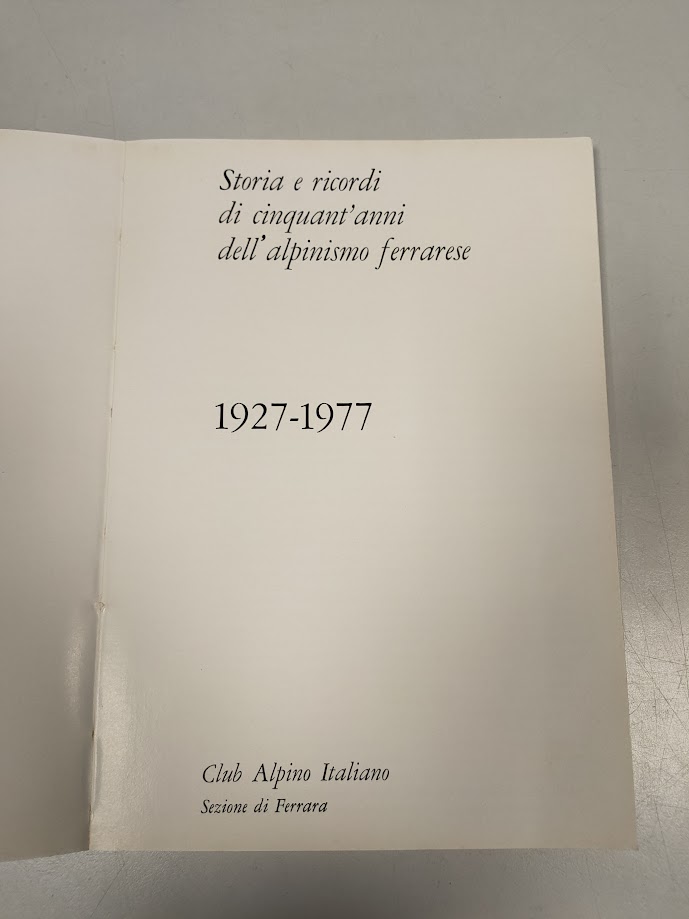 Storia e ricordi
di cinquant'anni
dell'alpinismo ferrarese
1927-1977
Club Alpino Italiano
Sezione di Ferrara